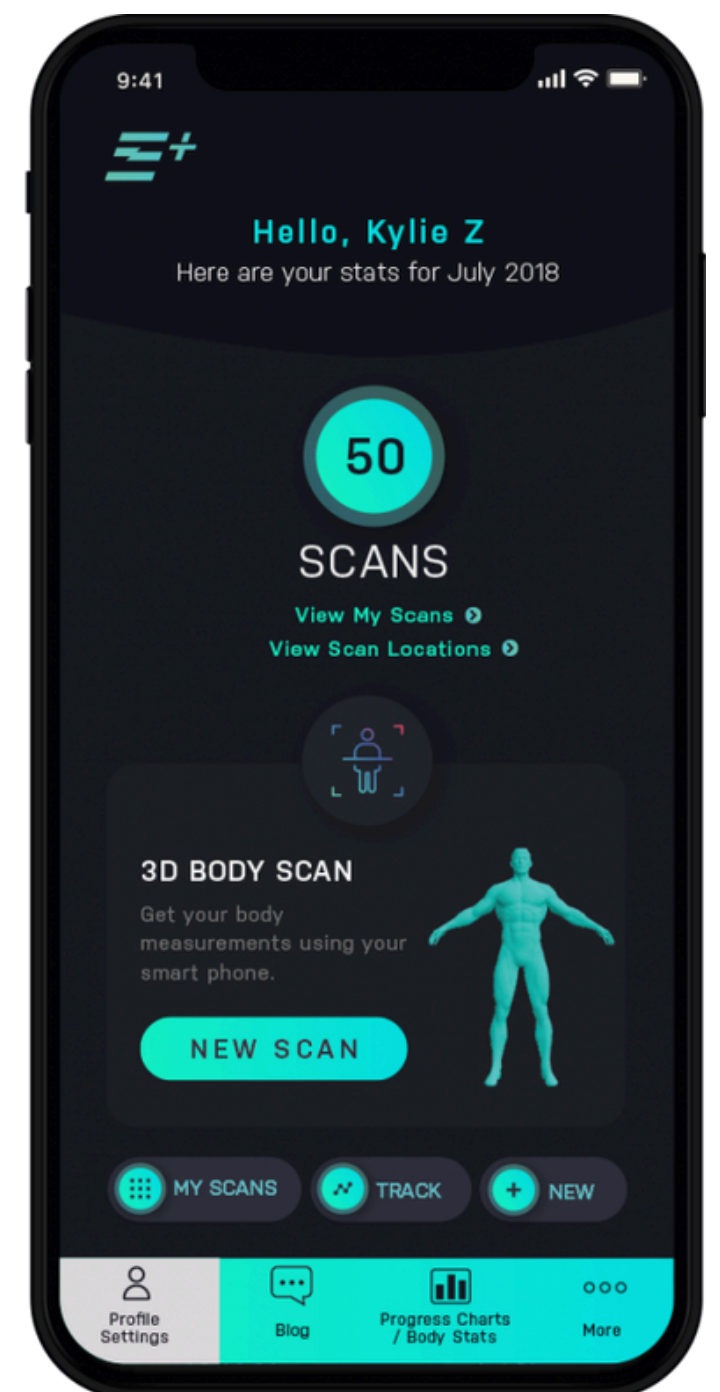 9:41
Hello, Kylie Z
Here are your stats for July 2018
50
SCANS
View My Scans
View Scan Locations
3D BODY SCAN
Get your body
measurements using your
smart phone.
NEW SCAN
MY SCANS
TRACK
NEW
Profile
Settings
Blog
Progress Charts
/ Body Stats
More